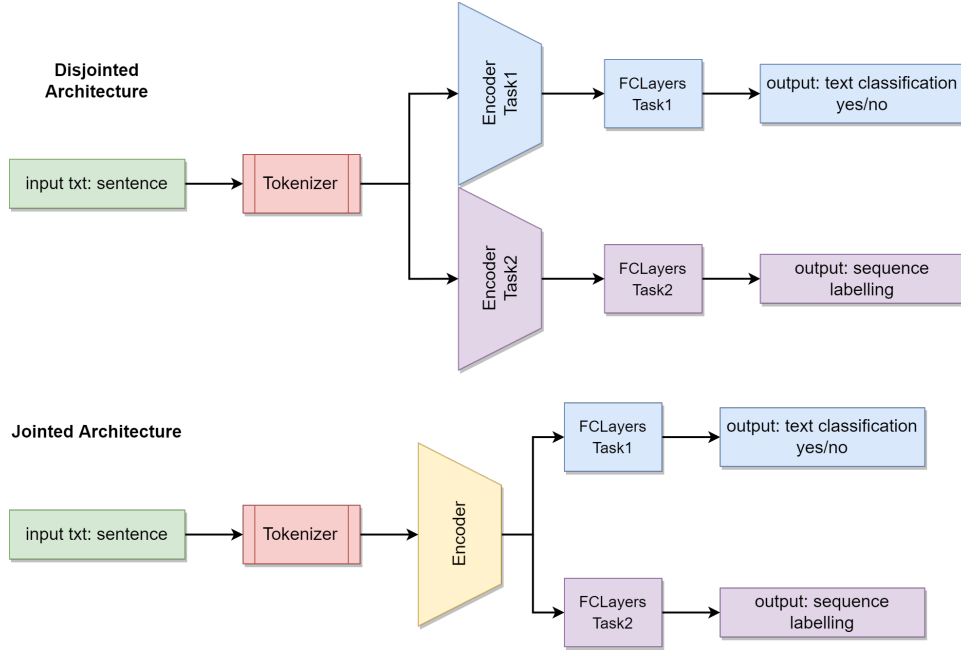 Disjointed
Architecture
input txt: sentence
Tokenizer
Encoder
Task1
FCLayers
Task1
output: text classification
yes/no
Encoder
Task2
FCLayers
Task2
output: sequence
labelling
Jointed Architecture
input txt: sentence
Tokenizer
Encoder
FCLayers
Task1
output: text classification
yes/no
FCLayers
Task2
output: sequence
labelling